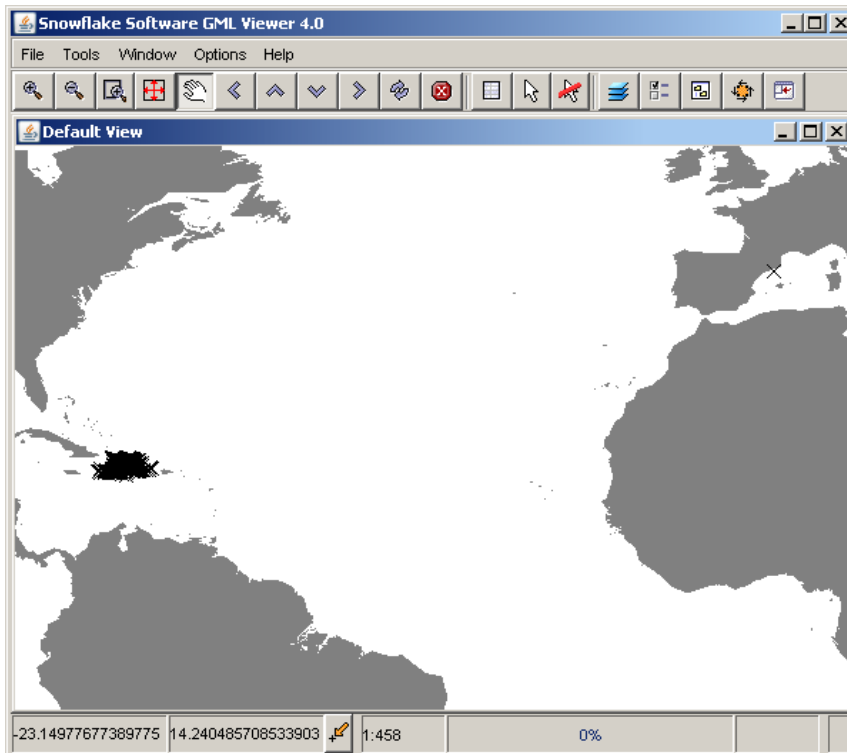 Snowflake Software GML Viewer 4.0
File Tools Window Options Help
Default View
-23.14977677389775 14.240485708533903 1:458 0%